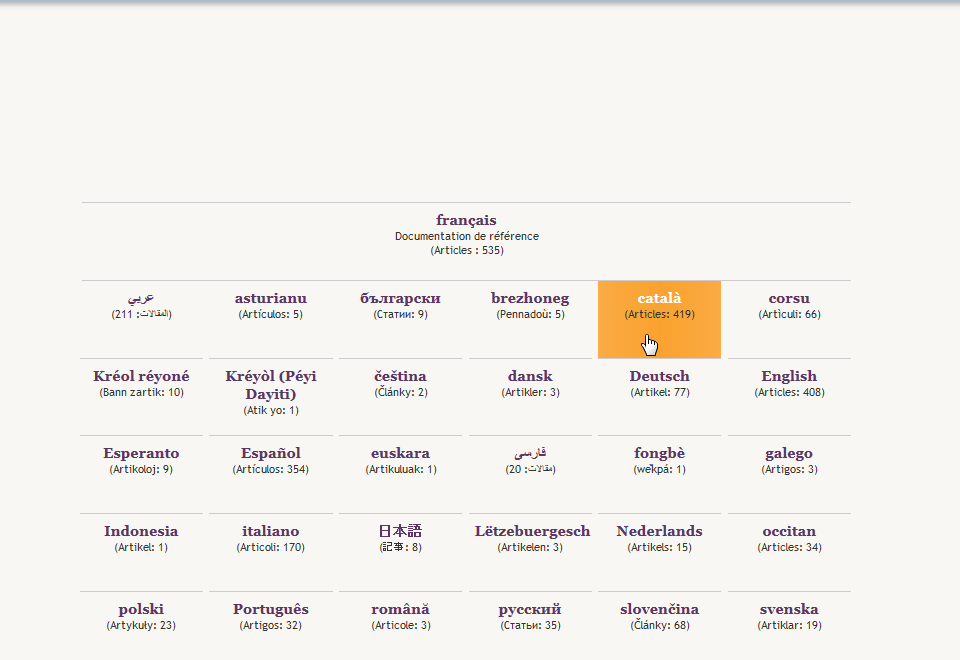 français
Documentation de référence
(Articles : 535)
عربي
(المقالات: 211)
asturianu
(Artículos: 5)
български
(Статии: 9)
brezhoneg
(Pennadoù: 5)
català
(Articles: 419)
corsu
(Artìculi: 66)
Kréol réyoné
(Bann zartik: 10)
Kréyòl (Péyi
Dayiti)
(Atik yo: 1)
čeština
(Články: 2)
dansk
(Artikler: 3)
Deutsch
(Artikel: 77)
English
(Articles: 408)
Esperanto
(Artikoloj: 9)
Español
(Artículos: 354)
euskara
(Artikuluak: 1)
فارسى
(مقالات: 20)
fongbè
(wek̃pá: 1)
galego
(Artigos: 3)
Indonesia
(Artikel: 1)
italiano
(Articoli: 170)
日本語
(記事 : 8)
Lëtzebuergesch
(Artikelen: 3)
Nederlands
(Artikels: 15)
occitan
(Articles: 34)
polski
(Artykuły: 23)
Português
(Artigos: 32)
română
(Articole: 3)
русский
(Статьи: 35)
slovenčina
(Články: 68)
svenska
(Artiklar: 19)